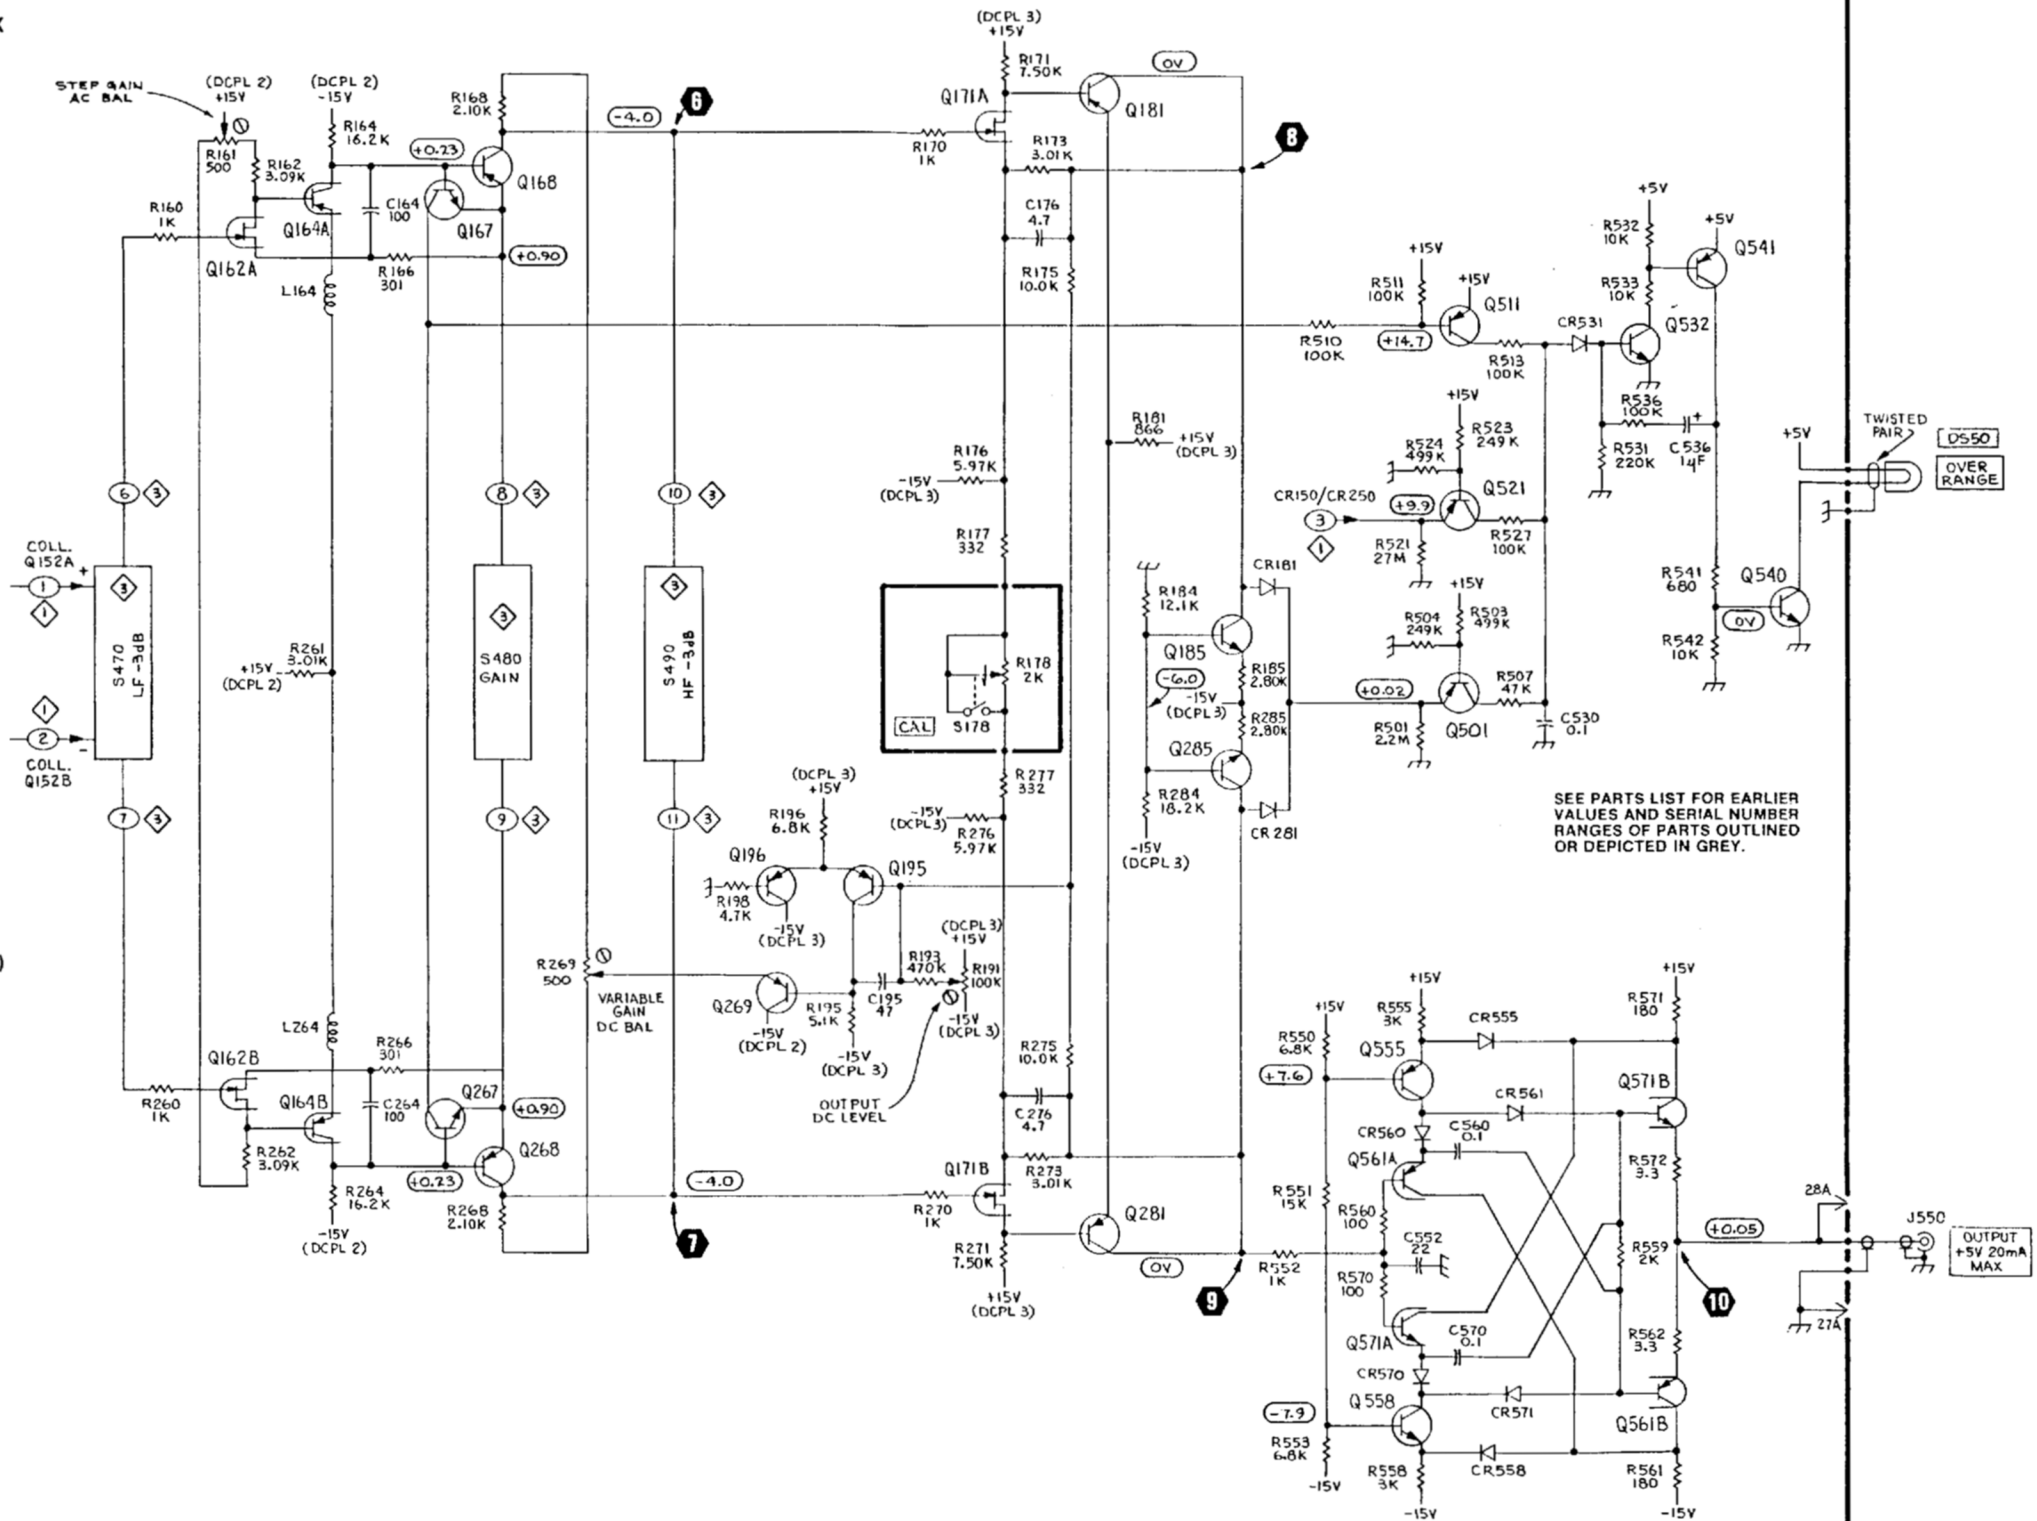 (DCPL 3)
+15V
R171
7.50K
0V
Q181
Q171A
STEP GAIN
AC BAL
(DCPL 2)
+15V
(DCPL 2)
-15V
R168
2.10K
-4.0
6
R161
500
R162
3.09K
R164
16.2K
+0.23
R170
1K
R173
3.01K
8
Q168
R160
1K
Q164A
C164
100
Q167
C176
4.7
Q162A
R166
301
+0.90
L164
R175
10.0K
+5V
R532
10K
+5V
Q541
+15V
R511
100K
+15V
Q511
R533
10K
CR531
Q532
R510
100K
+14.7
R513
100K
R181
866
+15V
(DCPL 3)
+15V
R523
249K
R524
499K
R536
100K
C536
1µF
R531
220K
+5V
TWISTED
PAIR
DS50
OVER
RANGE
R176
5.97K
-15V
(DCPL 3)
CR150/CR250
3
1
+9.9
Q521
R527
100K
R521
27M
6 3
8 3
10 3
R177
332
COLL.
Q152A
1
+
1
3
S470
LF -3dB
3
S480
GAIN
3
S490
HF -3dB
1
2
-
COLL.
Q152B
R261
3.01K
+15V
(DCPL 2)
R178
2K
CAL
S178
R184
12.1K
CR181
Q185
R185
2.80K
-6.0
-15V
(DCPL 3)
R285
2.80K
Q285
R284
18.2K
CR281
-15V
(DCPL 3)
+15V
R504
249K
R503
499K
+0.02
R501
2.2M
Q501
R507
47K
C530
0.1
R541
680
Q540
0V
R542
10K
7 3
9 3
11 3
R277
332
-15V
(DCPL3)
R276
5.97K
SEE PARTS LIST FOR EARLIER
VALUES AND SERIAL NUMBER
RANGES OF PARTS OUTLINED
OR DEPICTED IN GREY.
(DCPL 3)
+15V
R196
6.8K
Q196
Q195
R198
4.7K
-15V
(DCPL 3)
(DCPL3)
+15V
R193
470K
R191
100K
-15V
(DCPL 3)
R269
500
VARIABLE
GAIN
DC BAL
Q269
-15V
(DCPL 2)
R195
5.1K
C195
47
-15V
(DCPL 3)
OUTPUT
DC LEVEL
L264
Q162B
R266
301
R260
1K
Q164B
C264
100
Q267
+0.90
R262
3.09K
Q268
+0.23
R264
16.2K
-15V
(DCPL 2)
R268
2.10K
-4.0
7
R275
10.0K
C276
4.7
R273
3.01K
Q171B
R270
1K
R271
7.50K
+15V
(DCPL 3)
Q281
0V
9
R552
1K
+15V
R550
6.8K
+7.6
+15V
R555
3K
Q555
CR555
+15V
R571
180
CR561
Q571B
CR560
C560
0.1
Q561A
R551
15K
R560
100
C552
22
R570
100
R572
3.3
R559
2K
+0.05
10
28A
J550
OUTPUT
+5V 20mA
MAX
27A
Q571A
C570
0.1
CR570
R562
3.3
Q558
CR571
Q561B
-7.9
R553
6.8K
-15V
R558
3K
-15V
CR558
R561
180
-15V